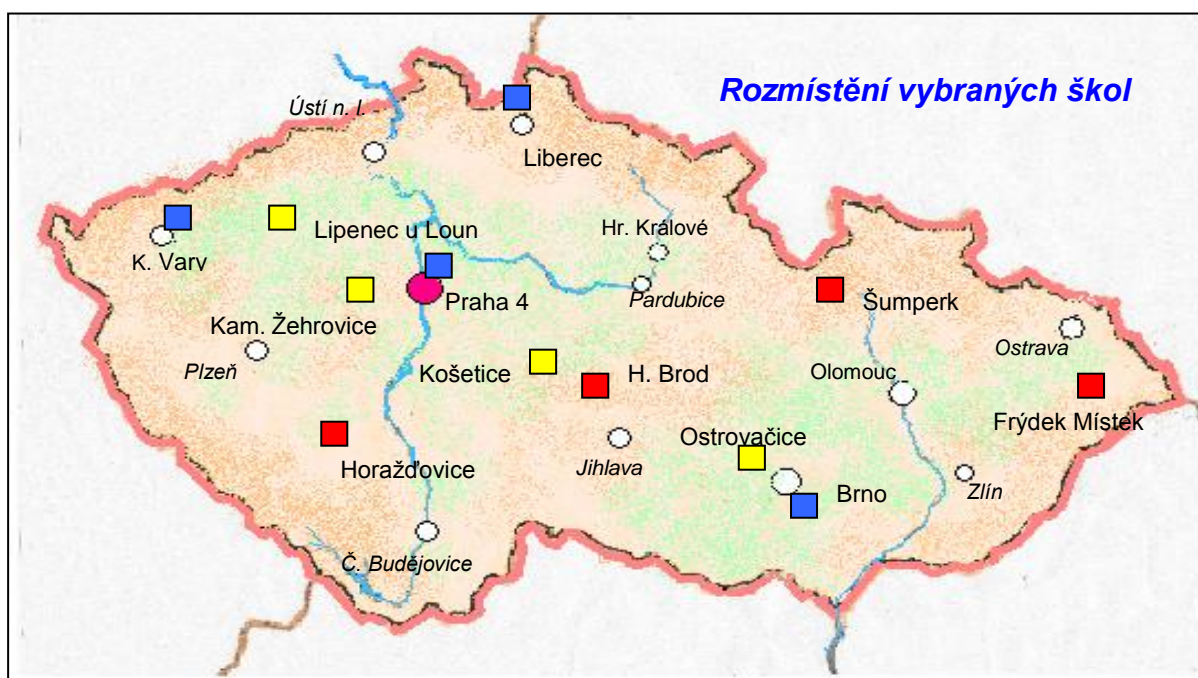 Rozmístění vybraných škol
Ústí n. l.
Liberec
Lipenec u Loun
Hr. Králové
K. Vary
Praha 4
Pardubice
Šumperk
Kam. Žehrovice
Plzeň
Ostrava
Košetice
H. Brod
Olomouc
Frýdek Místek
Ostrovačice
Horažďovice
Jihlava
Brno
Zlín
Č. Budějovice